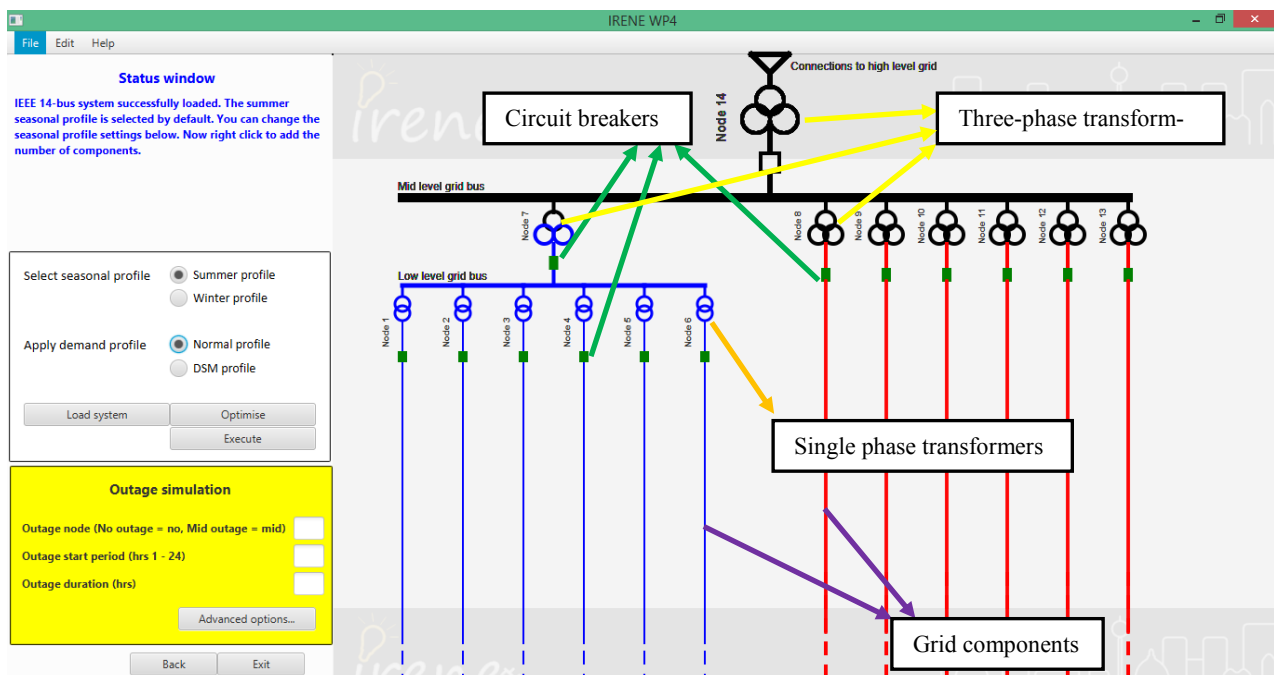 IRENE WP4
File Edit Help
Status window
IEEE 14-bus system successfully loaded. The summer
seasonal profile is selected by default. You can change the
seasonal profile settings below. Now right click to add the
number of components.
Select seasonal profile
Summer profile
Winter profile
Apply demand profile
Normal profile
DSM profile
Load system
Optimise
Execute
Outage simulation
Outage node (No outage = no, Mid outage = mid)
Outage start period (hrs 1 - 24)
Outage duration (hrs)
Advanced options...
Back
Exit
Connections to high level grid
Node 14
Circuit breakers
Three-phase transform-
Mid level grid bus
Node 7
Node 8
Node 9
Node 10
Node 11
Node 12
Node 13
Low level grid bus
Node 1
Node 2
Node 3
Node 4
Node 5
Node 6
Single phase transformers
Grid components
irene
irene